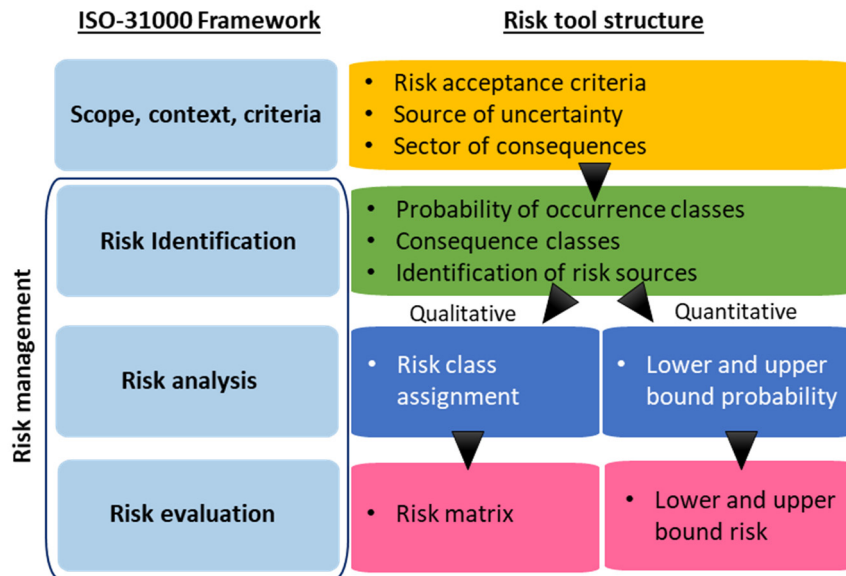 ISO-31000 Framework
Risk tool structure
Scope, context, criteria
• Risk acceptance criteria
• Source of uncertainty
• Sector of consequences
Risk management
Risk Identification
• Probability of occurrence classes
• Consequence classes
• Identification of risk sources
Qualitative
Quantitative
Risk analysis
• Risk class
assignment
• Lower and upper
bound probability
Risk evaluation
• Risk matrix
• Lower and upper
bound risk